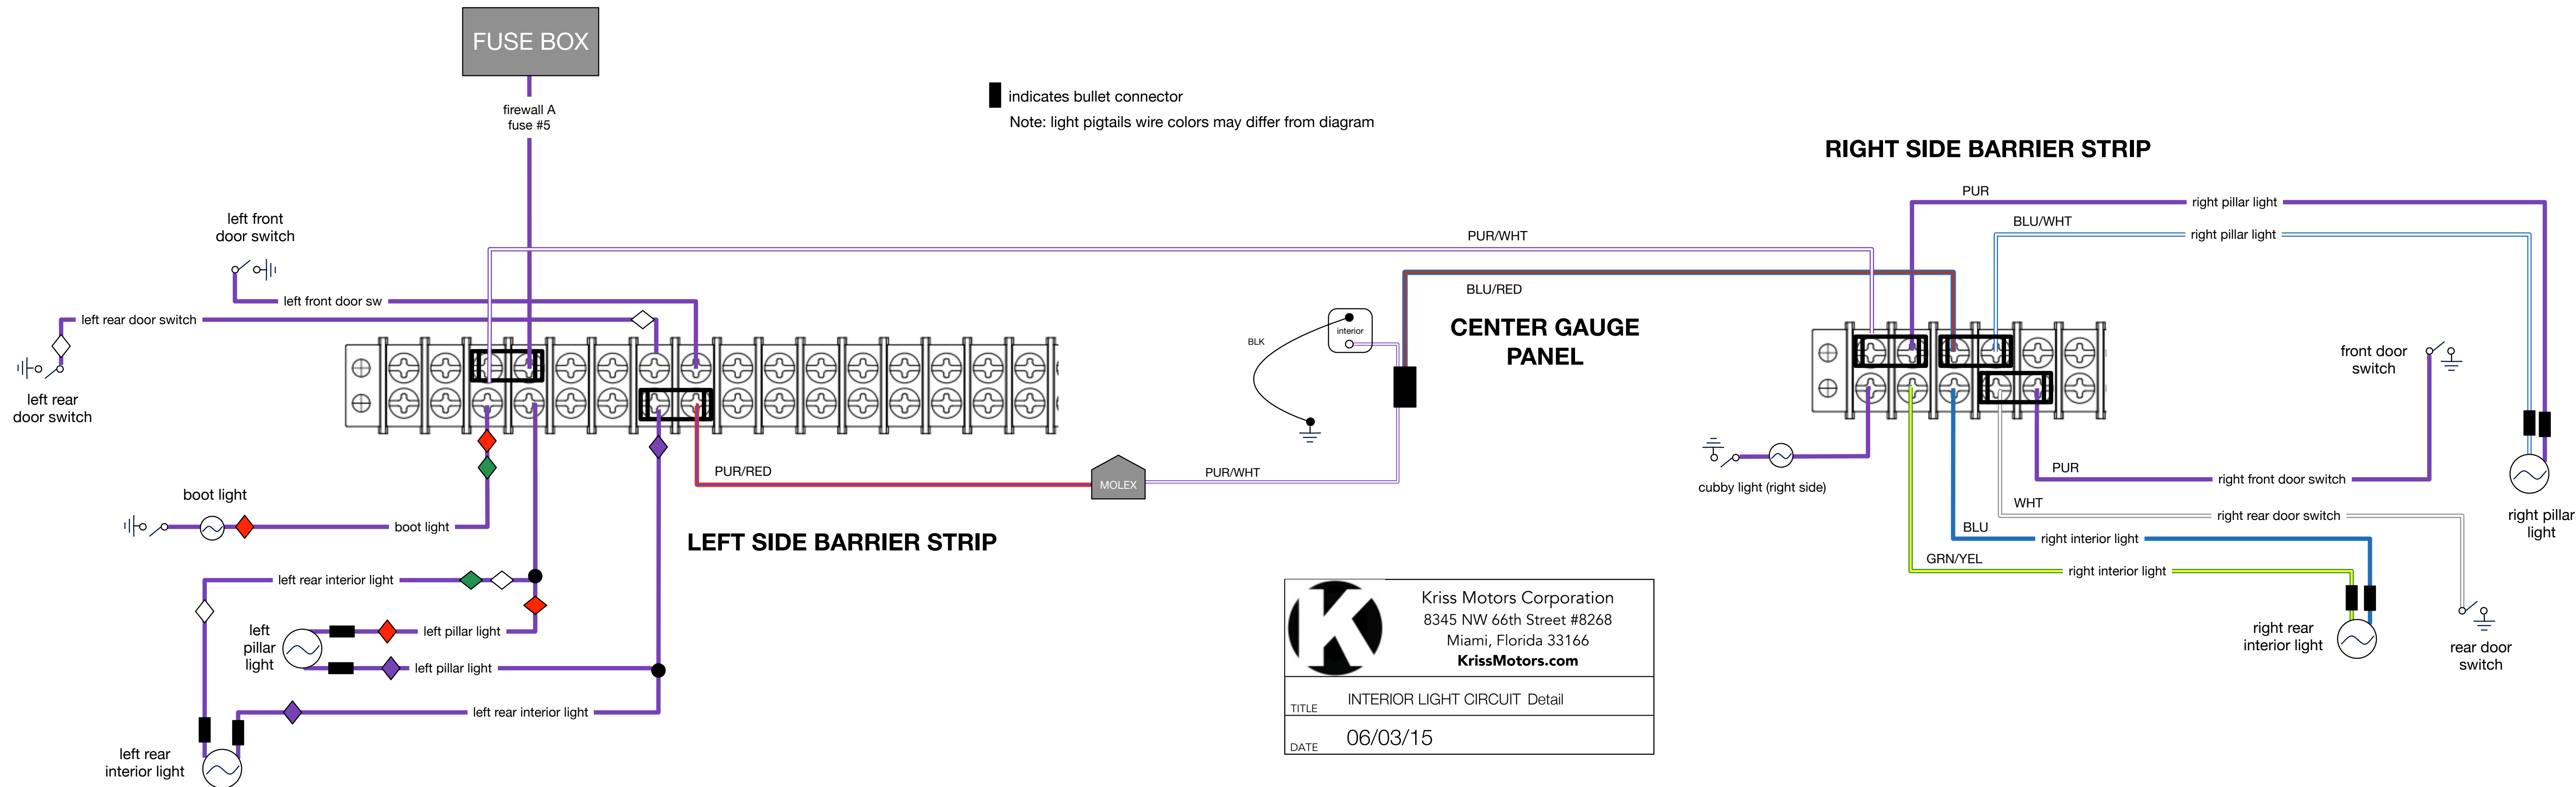 FUSE BOX
firewall A
fuse #5
indicates bullet connector
Note: light pigtails wire colors may differ from diagram
RIGHT SIDE BARRIER STRIP
PUR
right pillar light
BLU/WHT
right pillar light
left front
door switch
PUR/WHT
left front door sw
BLU/RED
left rear door switch
interior
BLK
CENTER GAUGE
PANEL
front door
switch
left rear
door switch
PUR/RED
MOLEX
PUR/WHT
cubby light (right side)
PUR
right front door switch
WHT
right rear door switch
right pillar
light
boot light
boot light
LEFT SIDE BARRIER STRIP
BLU
right interior light
GRN/YEL
right interior light
left rear interior light
left
pillar
light
left pillar light
left pillar light
left rear interior light
left rear
interior light
right rear
interior light
rear door
switch
K
Kriss Motors Corporation
8345 NW 66th Street #8268
Miami, Florida 33166
KrissMotors.com
TITLE INTERIOR LIGHT CIRCUIT Detail
DATE 06/03/15